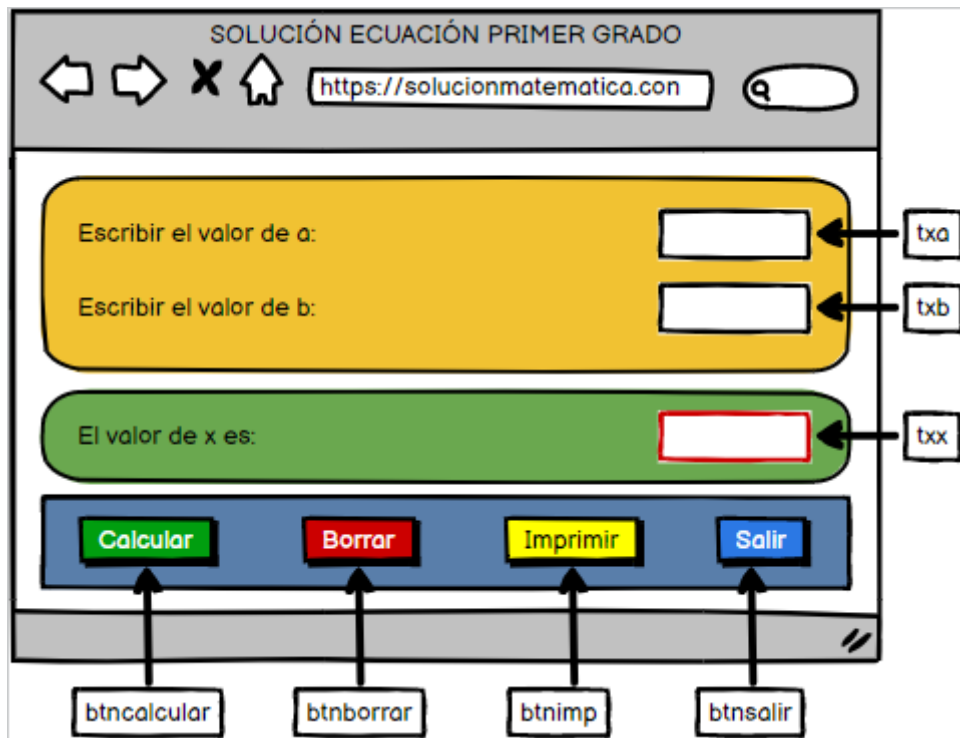 SOLUCIÓN ECUACIÓN PRIMER GRADO
https://solucionmatematica.con
Escribir el valor de a:
txa
Escribir el valor de b:
txb
El valor de x es:
txx
Calcular
Borrar
Imprimir
Salir
btncalcular
btnborrar
btnimp
btnsalir